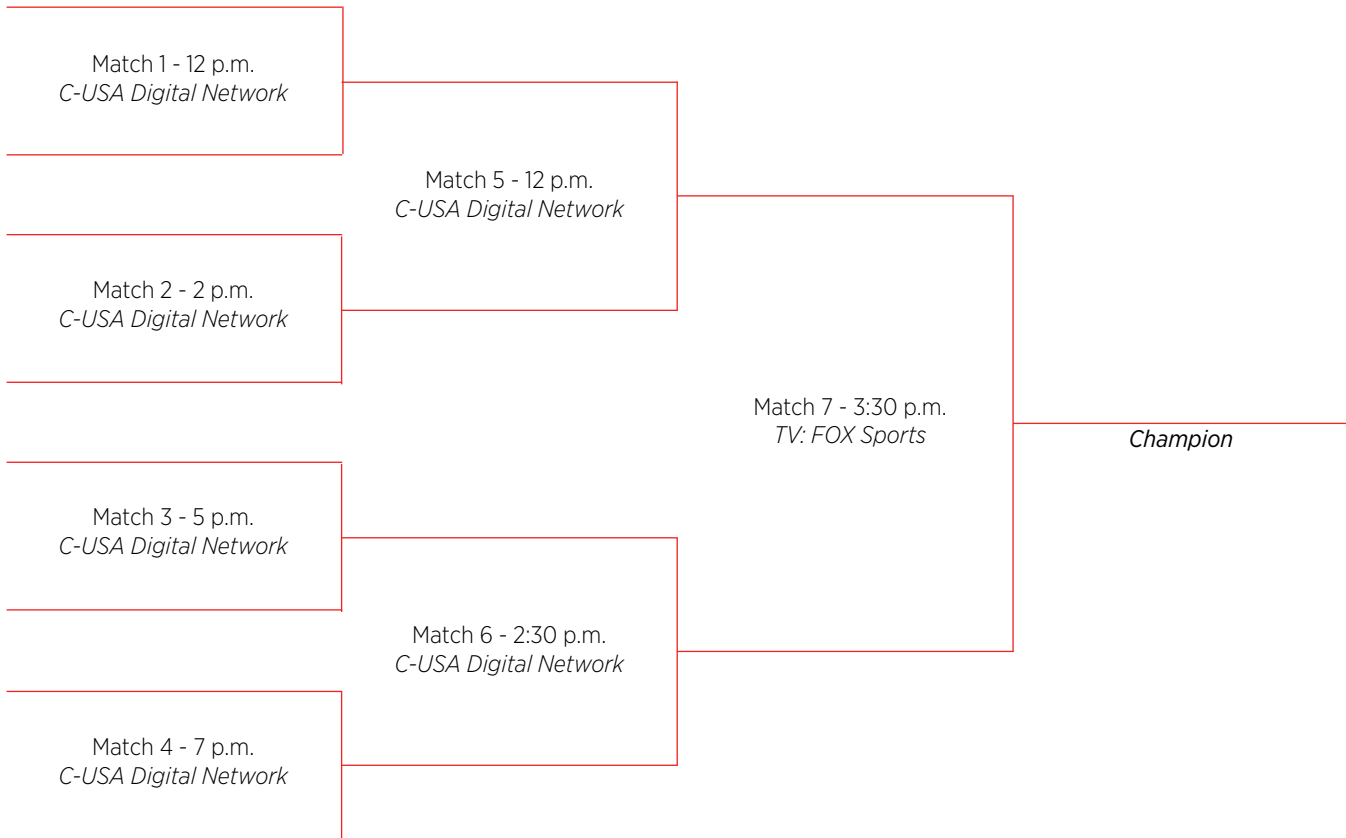 Match 1 - 12 p.m.
C-USA Digital Network
Match 5 - 12 p.m.
C-USA Digital Network
Match 2 - 2 p.m.
C-USA Digital Network
Match 7 - 3:30 p.m.
TV: FOX Sports
Champion
Match 3 - 5 p.m.
C-USA Digital Network
Match 6 - 2:30 p.m.
C-USA Digital Network
Match 4 - 7 p.m.
C-USA Digital Network